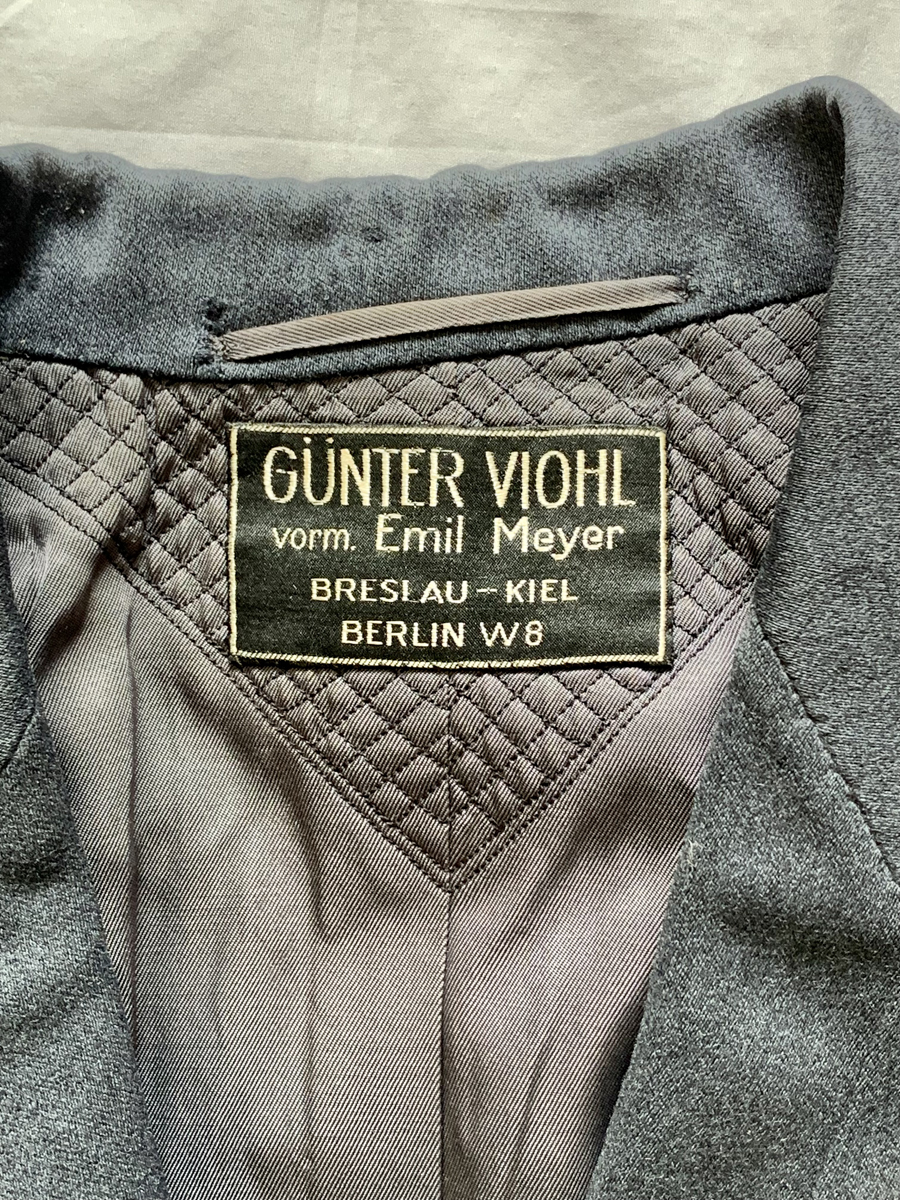 GÜNTER VIOHL
vorm. Emil Meyer
BRESLAU - KIEL
BERLIN W8